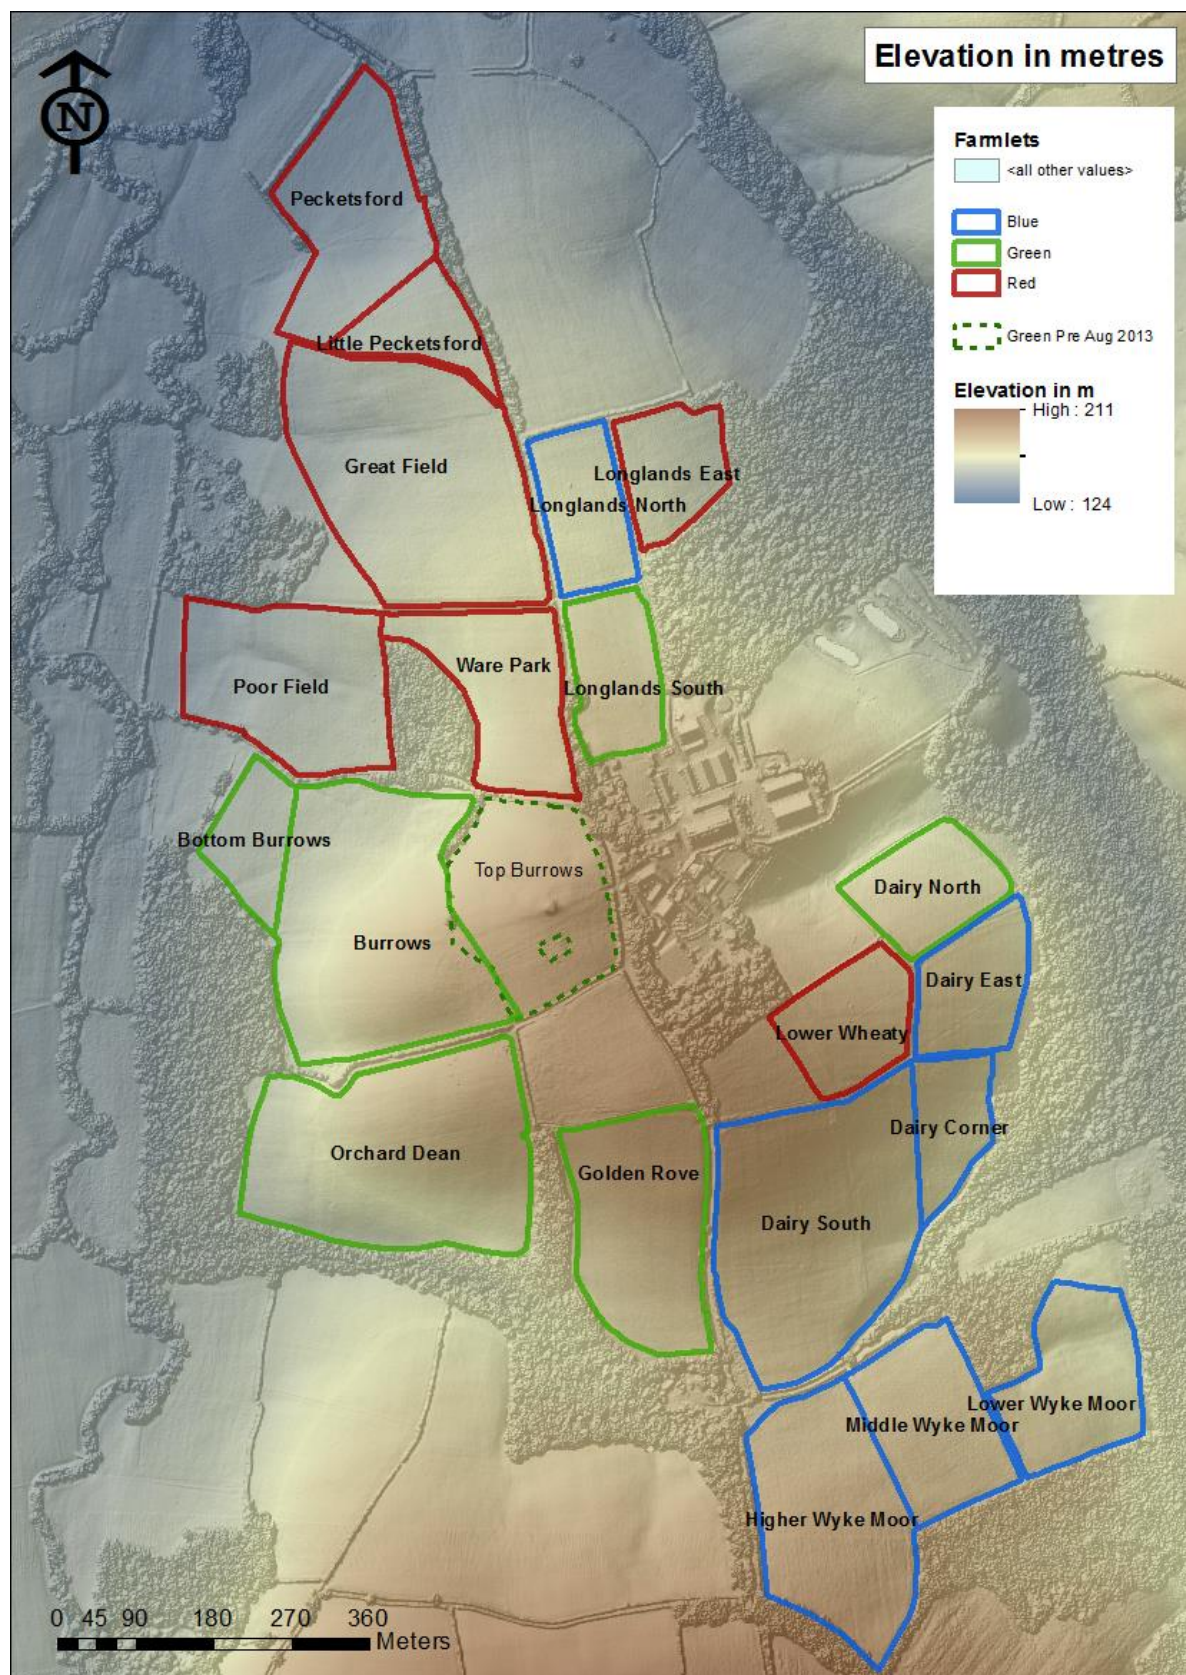 Elevation in metres
N
Farmlets
<all other values>
Blue
Green
Red
Green Pre Aug 2013
Elevation in m
High : 211
Low : 124
Pecketsford
Little Pecketsford
Great Field
Longlands East
Longlands North
Ware Park
Poor Field
Longlands South
Bottom Burrows
Top Burrows
Dairy North
Burrows
Dairy East
Lower Wheaty
Dairy Corner
Orchard Dean
Golden Rove
Dairy South
Lower Wyke Moor
Middle Wyke Moor
Higher Wyke Moor
0 45 90 180 270 360
Meters